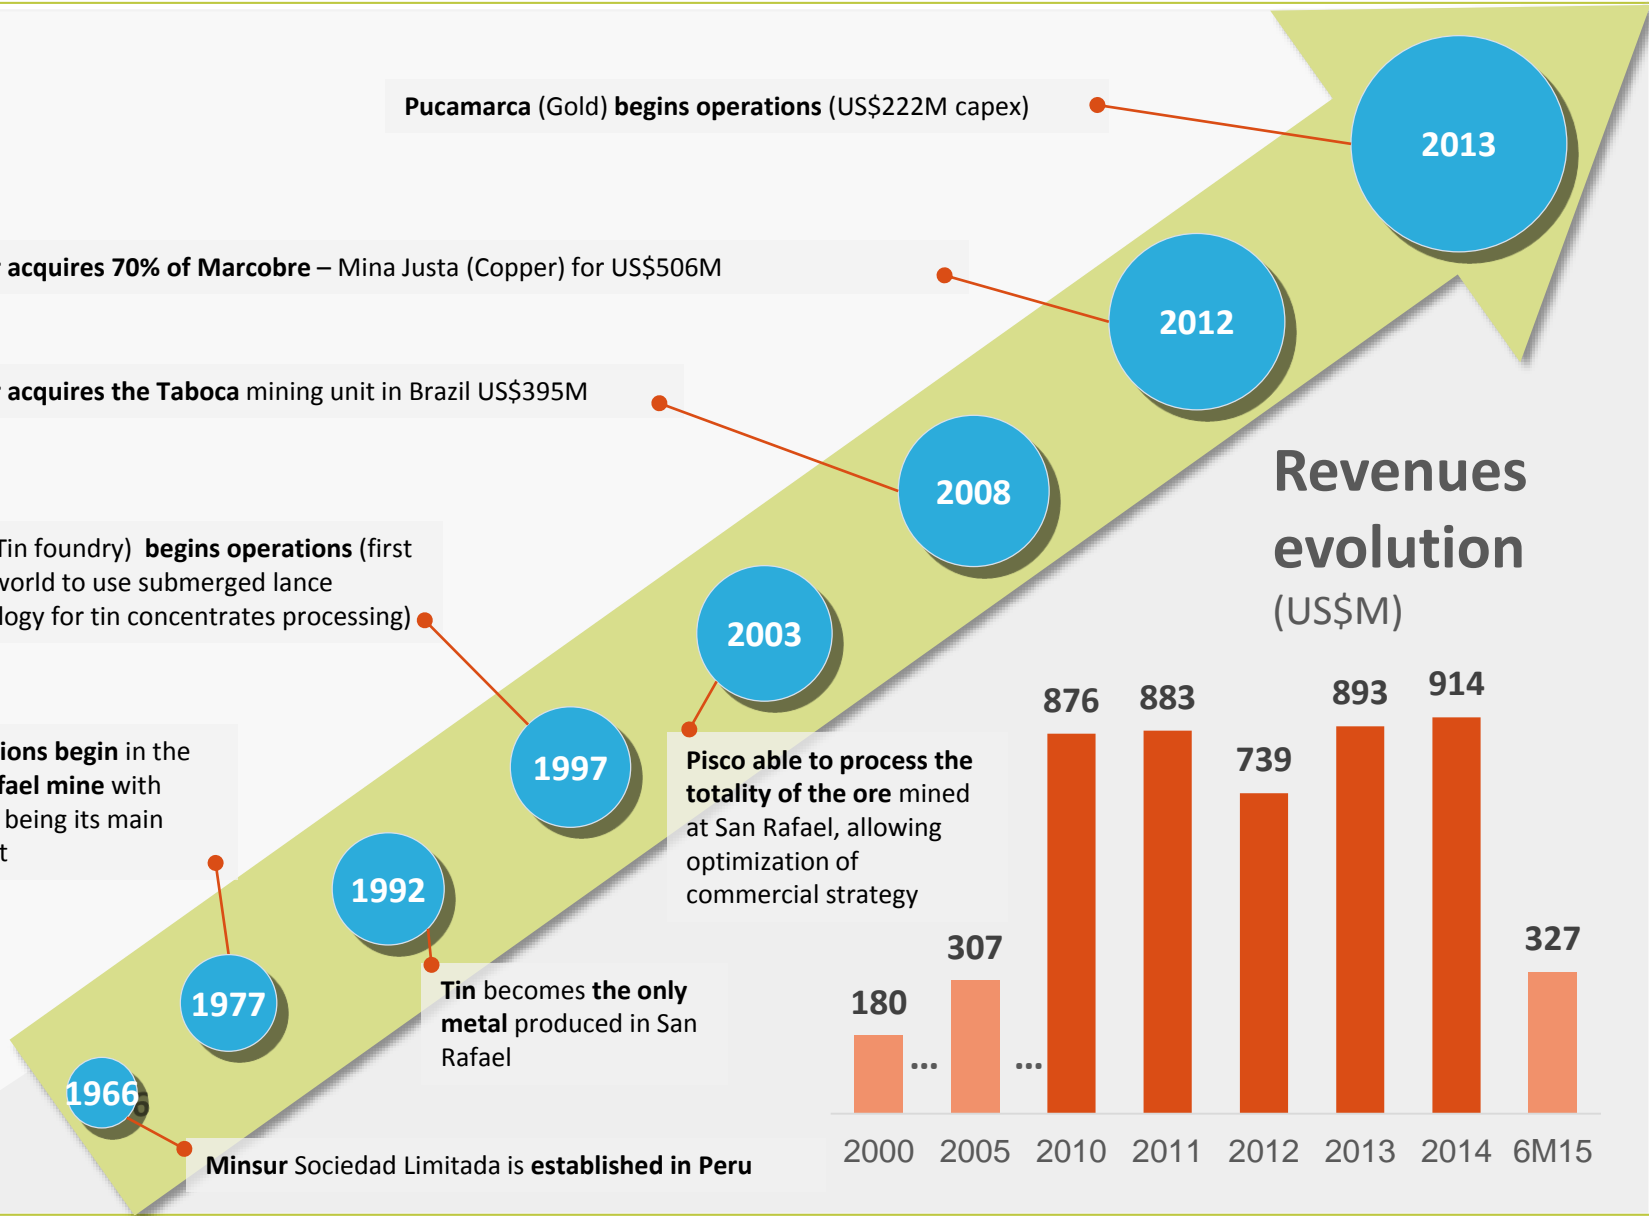 Pucamarca (Gold) begins operations (US$222M capex)
2013
acquires 70% of Marcobre – Mina Justa (Copper) for US$506M
2012
acquires the Taboca mining unit in Brazil US$395M
2008
Tin foundry) begins operations (first
world to use submerged lance
logy for tin concentrates processing)
2003
1997
Pisco able to process the
totality of the ore mined
at San Rafael, allowing
optimization of
commercial strategy
ions begin in the
fael mine with
being its main
t
1992
Tin becomes the only
metal produced in San
Rafael
1977
1966
Minsur Sociedad Limitada is established in Peru
Revenues
evolution
(US$M)
180
307
876
883
739
893
914
327
... ...
2000 2005 2010 2011 2012 2013 2014 6M15